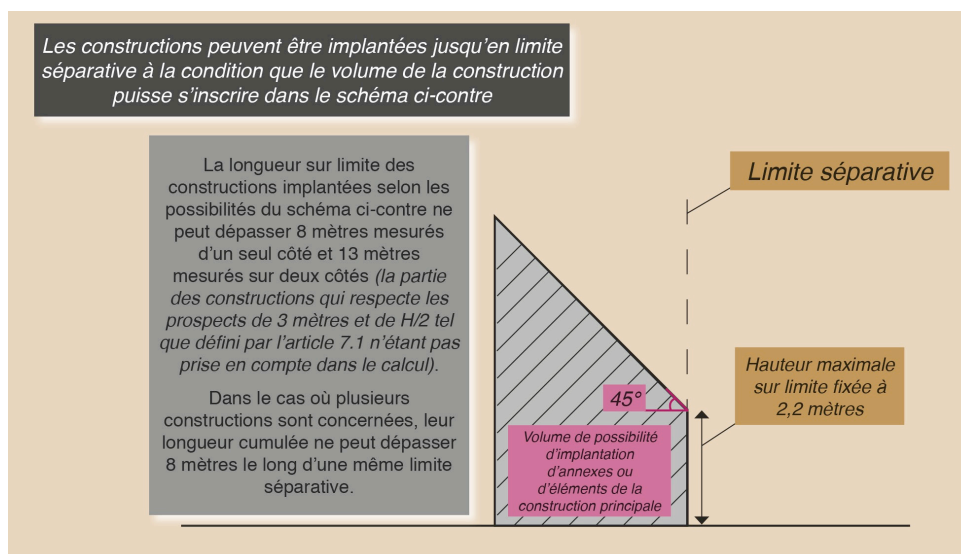 Les constructions peuvent être implantées jusqu'en limite
séparative à la condition que le volume de la construction
puisse s'inscrire dans le schéma ci-contre
La longueur sur limite des
constructions implantées selon les
possibilités du schéma ci-contre ne
peut dépasser 8 mètres mesurés
d'un seul côté et 13 mètres
mesurés sur deux côtés (la partie
des constructions qui respecte les
prospects de 3 mètres et de H/2 tel
que défini par l'article 7.1 n'étant pas
prise en compte dans le calcul).
Dans le cas où plusieurs
constructions sont concernées, leur
longueur cumulée ne peut dépasser
8 mètres le long d'une même limite
séparative.
Limite séparative
Hauteur maximale
sur limite fixée à
2,2 mètres
45°
Volume de possibilité
d'implantation
d'annexes ou
d'éléments de la
construction principale